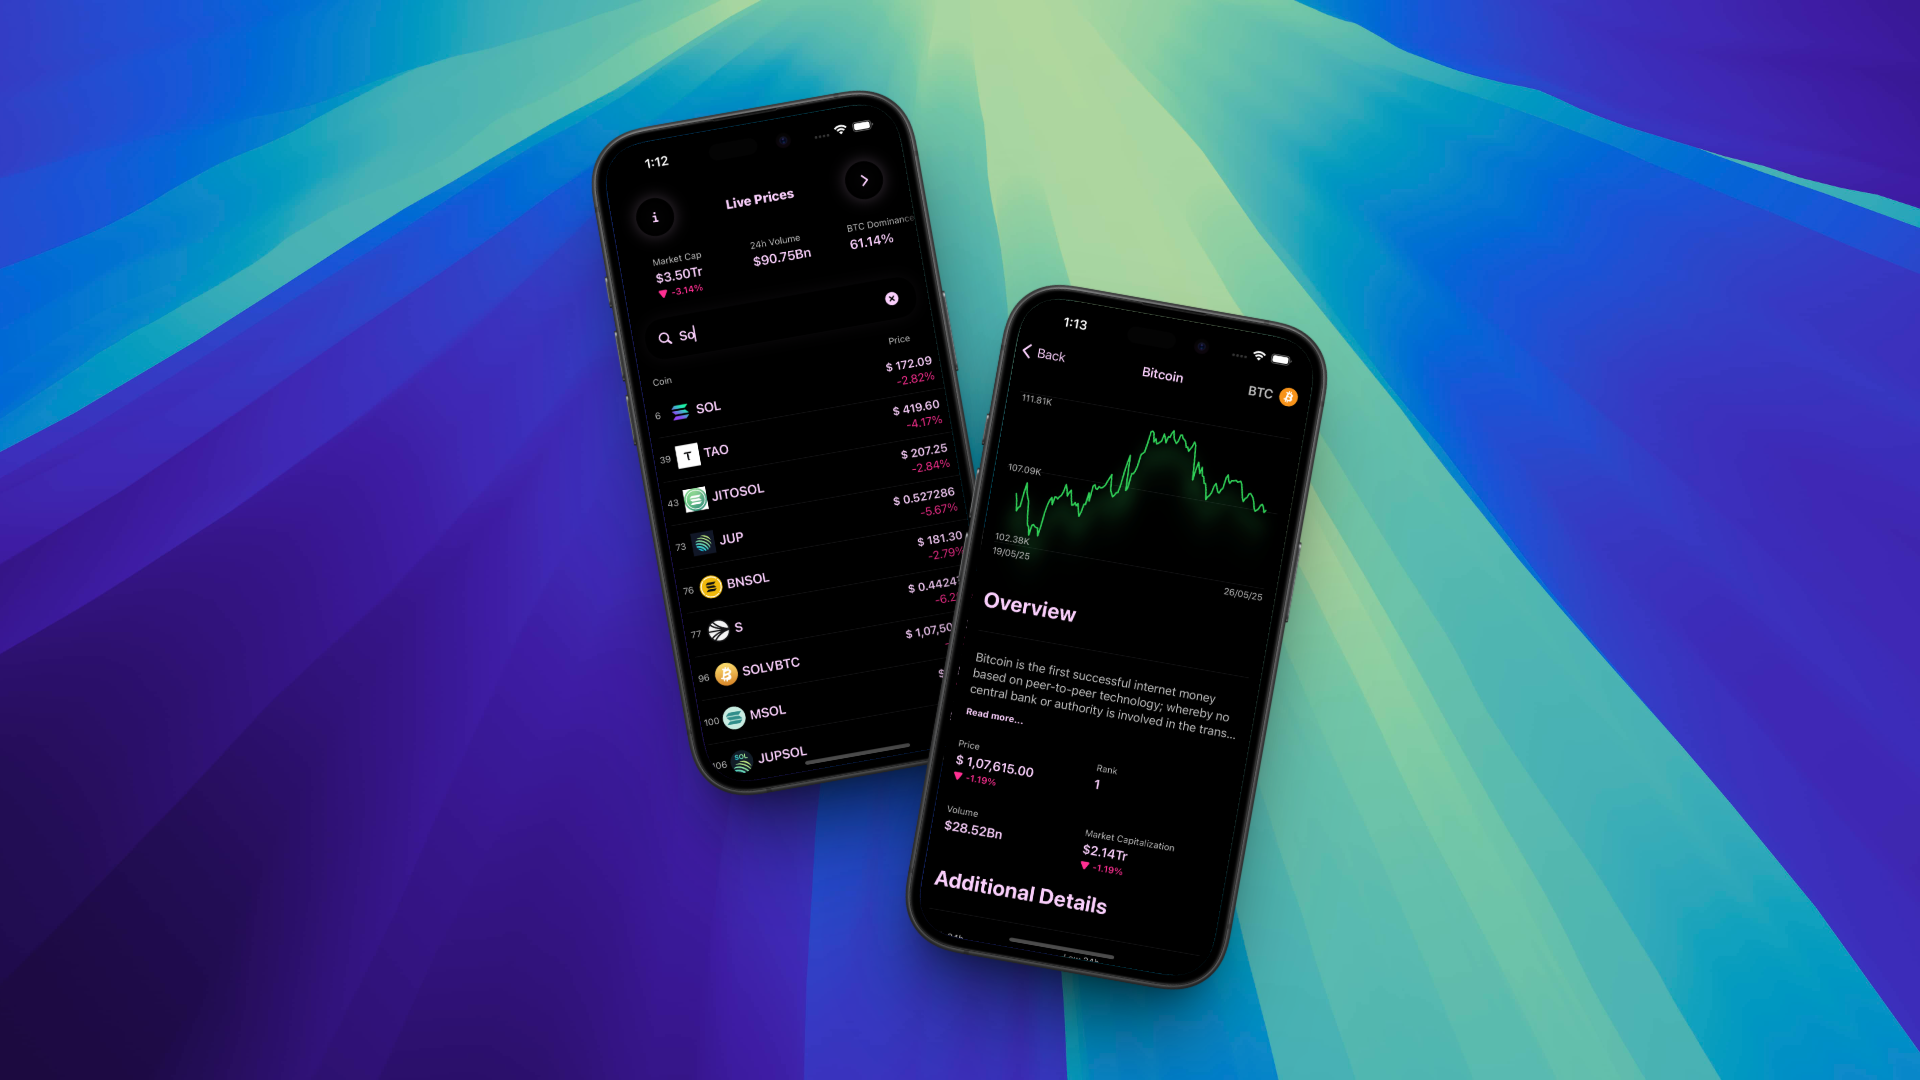 1:12
i
Live Prices
Market Cap
$3.50Tr
-3.14%
24h Volume
$90.75Bn
BTC Dominance
61.14%
So
Coin
Price
6 SOL $ 172.09
-2.82%
39 T TAO $ 419.60
-4.17%
43 JITOSOL $ 207.25
-2.84%
73 JUP $ 0.527286
-5.67%
76 BNSOL $ 181.30
-2.79%
77 S $ 0.4424
-6.2
96 SOLVBTC $ 1,07,50
100 MSOL $
106 SOL JUPSOL
1:13
Back
Bitcoin
BTC
111.81K
107.09K
102.38K
19/05/25
26/05/25
Overview
Bitcoin is the first successful internet money
based on peer-to-peer technology; whereby no
central bank or authority is involved in the trans...
Read more...
Price
$ 1,07,615.00
-1.19%
Rank
1
Volume
$28.52Bn
Market Capitalization
$2.14Tr
-1.19%
Additional Details
24h
Low 24h